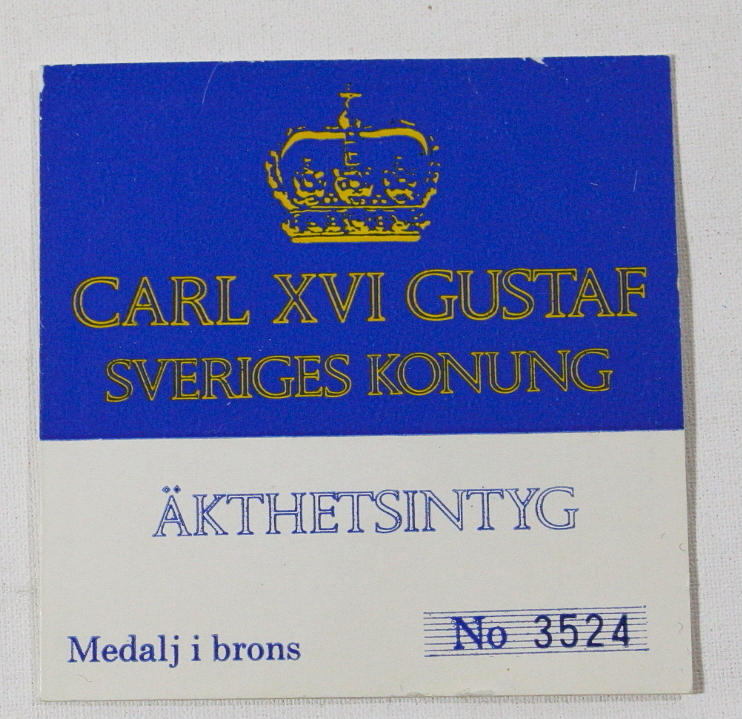 CARL XVI GUSTAF
SVERIGES KONUNG
ÄKTHETSINTYG
Medalj i brons
No 3524